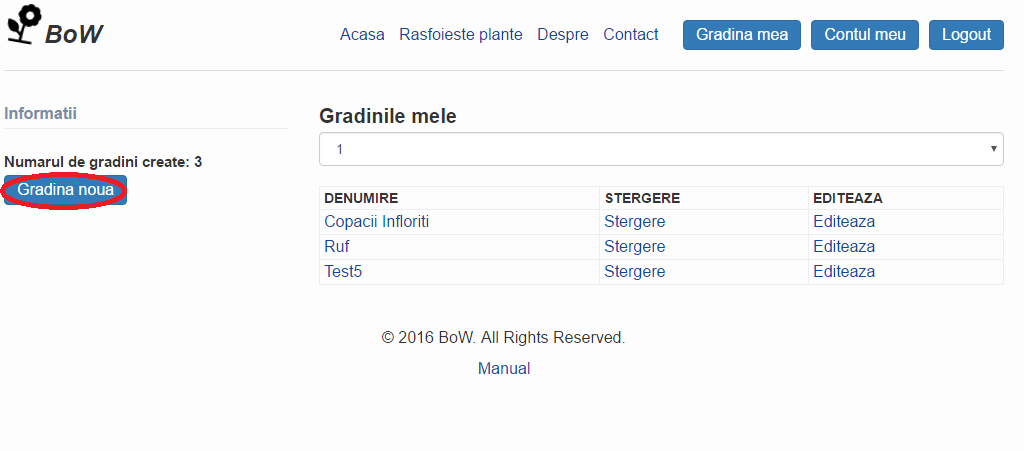 BoW
Acasa Rasfoieste plante Despre Contact Gradina mea Contul meu Logout
Informatii
Numarul de gradini create: 3
Gradina noua
Gradinile mele
1
DENUMIRE STERGERE EDITEAZA
Copacii Infloriti Stergere Editeaza
Ruf Stergere Editeaza
Test5 Stergere Editeaza
© 2016 BoW. All Rights Reserved.
Manual